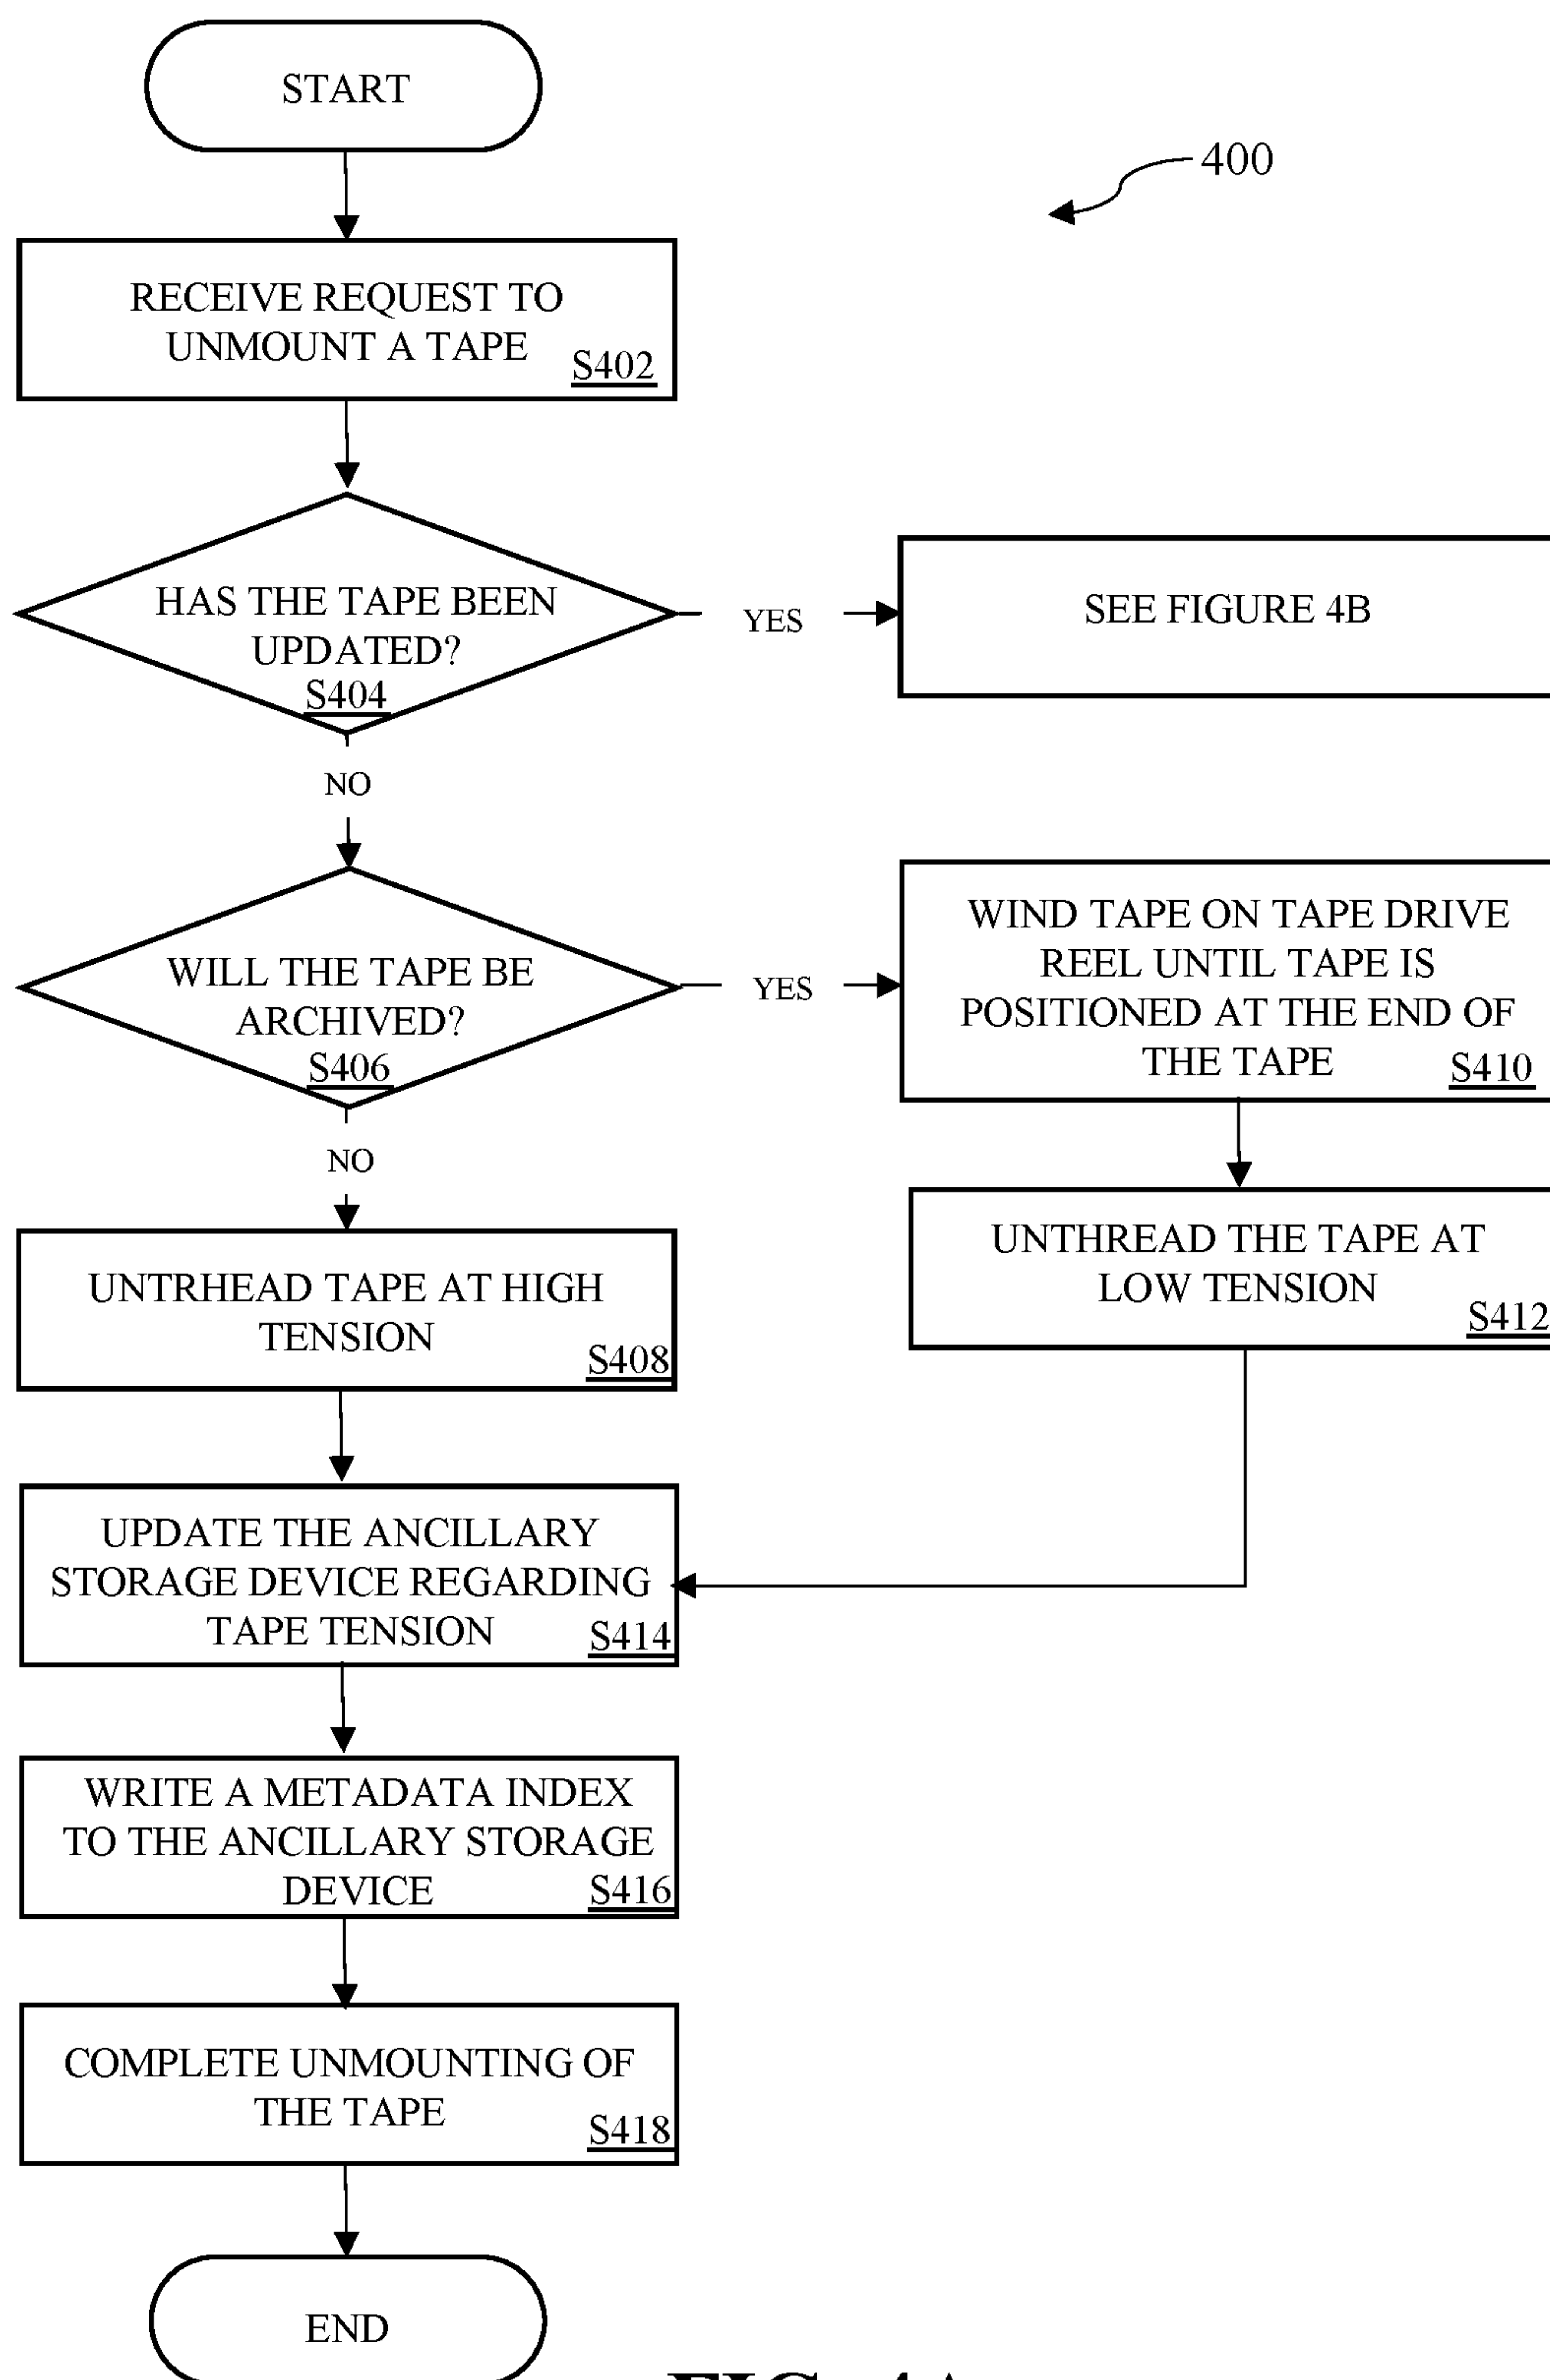 START
400
RECEIVE REQUEST TO
UNMOUNT A TAPE
S402
HAS THE TAPE BEEN
UPDATED?
S404
YES
SEE FIGURE 4B
NO
WILL THE TAPE BE
ARCHIVED?
S406
YES
WIND TAPE ON TAPE DRIVE
REEL UNTIL TAPE IS
POSITIONED AT THE END OF
THE TAPE
S410
NO
UNTRHEAD TAPE AT HIGH
TENSION
S408
UNTHREAD THE TAPE AT
LOW TENSION
S412
UPDATE THE ANCILLARY
STORAGE DEVICE REGARDING
TAPE TENSION
S414
WRITE A METADATA INDEX
TO THE ANCILLARY STORAGE
DEVICE
S416
COMPLETE UNMOUNTING OF
THE TAPE
S418
END